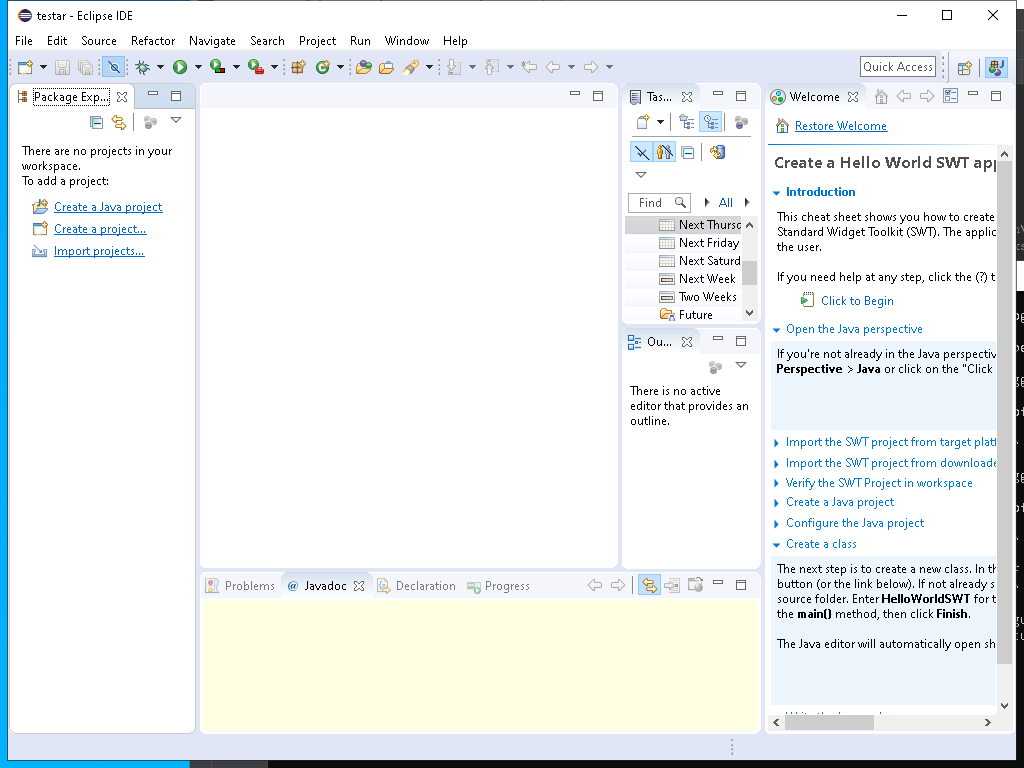 testar - Eclipse IDE
File Edit Source Refactor Navigate Search Project Run Window Help
Quick Access
Package Exp...
There are no projects in your
workspace.
To add a project:
Create a Java project
Create a project...
Import projects...
Tas...
Find All
Next Thursd
Next Friday
Next Saturd
Next Week
Two Weeks
Future
Ou...
There is no active
editor that provides an
outline.
Welcome
Restore Welcome
Create a Hello World SWT app
Introduction
This cheat sheet shows you how to create
Standard Widget Toolkit (SWT). The applic
the user.
If you need help at any step, click the (?) t
Click to Begin
Open the Java perspective
If you're not already in the Java perspectiv
Perspective > Java or click on the "Click
Import the SWT project from target platf
Import the SWT project from downloade
Verify the SWT Project in workspace
Create a Java project
Configure the Java project
Create a class
The next step is to create a new class. In th
button (or the link below). If not already s
source folder. Enter HelloWorldSWT for t
the main() method, then click Finish.
The Java editor will automatically open sh
Problems @ Javadoc Declaration Progress